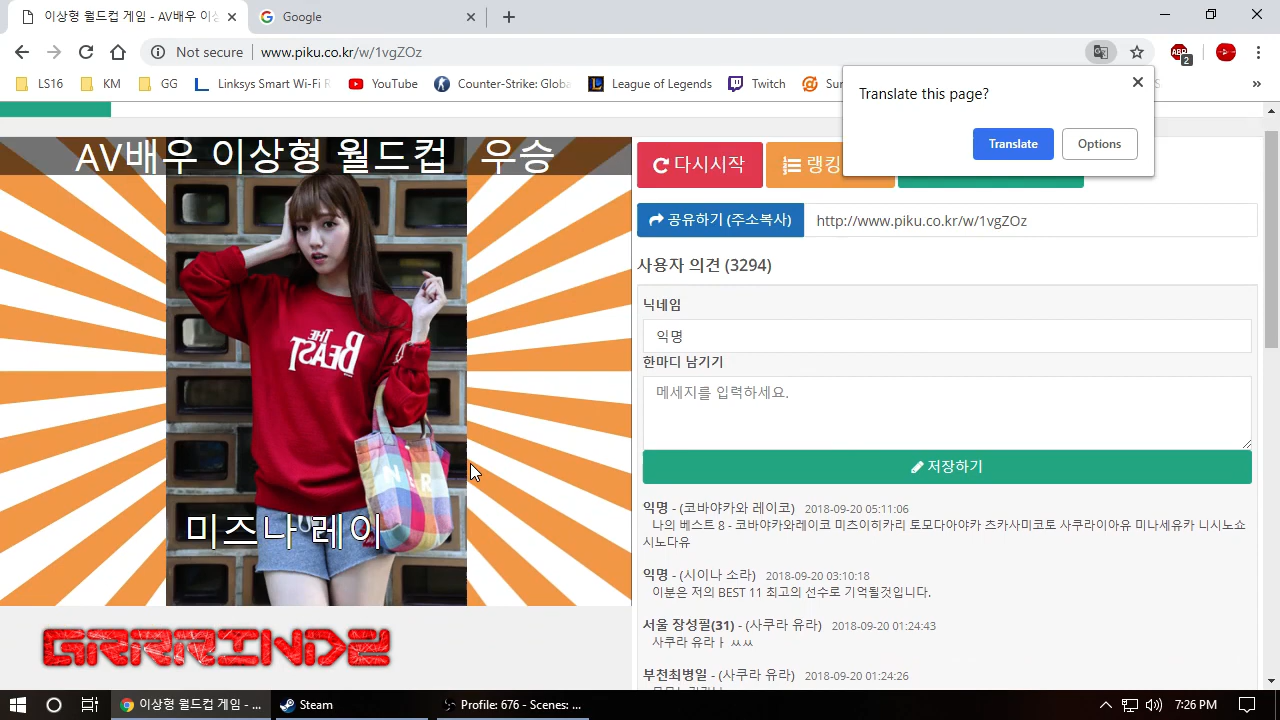 이상형 월드컵 게임 - AV배우 이상
Google
Not secure
www.piku.co.kr/w/1vgZOz
ABP
2
LS16
KM
GG
Linksys Smart Wi-Fi R
YouTube
Counter-Strike: Globa
League of Legends
Twitch
Sur
»
Translate this page?
Translate
Options
AV배우 이상형 월드컵 우승
THE
BEAST
미즈나 레이
GRRRINDZ
다시시작
랭킹
공유하기 (주소복사)
http://www.piku.co.kr/w/1vgZOz
사용자 의견 (3294)
닉네임
익명
한마디 남기기
메세지를 입력하세요.
저장하기
익명 - (코바야카와 레이코) 2018-09-20 05:11:06
나의 베스트 8 - 코바야카와레이코 미즈이히카리 토모다아야카 츠카사미코토 사쿠라이아유 미나세유카 니시노쇼
시노다유
익명 - (시이나 소라) 2018-09-20 03:10:18
이분은 저의 BEST 11 최고의 선수로 기억될것입니다.
서울 장성필(31) - (사쿠라 유라) 2018-09-20 01:24:43
사쿠라 유라ㅏ ㅆㅆ
부천최병일 - (사쿠라 유라) 2018-09-20 01:24:26
이상형 월드컵 게임 - ...
Steam
Profile: 676 - Scenes: ...
7:26 PM